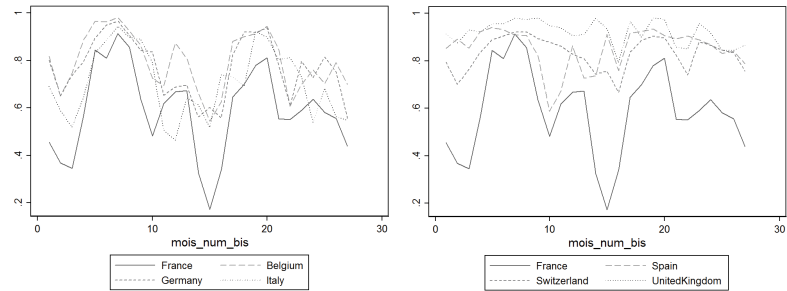 1
.8
.6
.4
.2
0 10 20 30
mois_num_bis
France Belgium
Germany Italy
1
.8
.6
.4
.2
0 10 20 30
mois_num_bis
France Spain
Switzerland UnitedKingdom